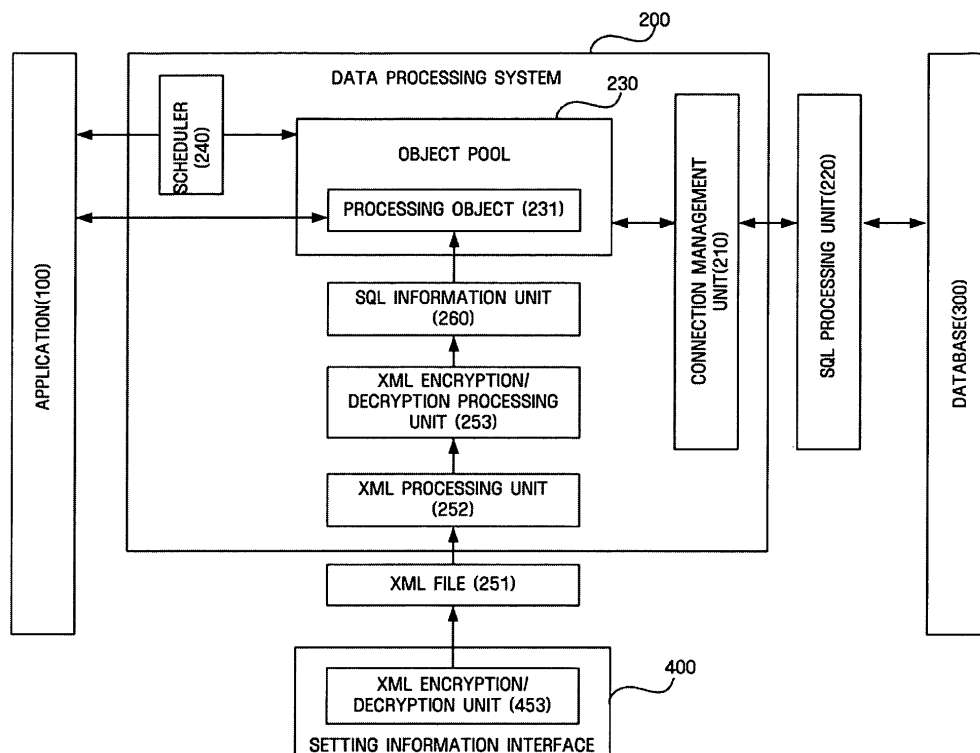 200
DATA PROCESSING SYSTEM
230
SCHEDULER
(240)
OBJECT POOL
PROCESSING OBJECT (231)
SQL INFORMATION UNIT
(260)
XML ENCRYPTION/
DECRYPTION PROCESSING
UNIT (253)
XML PROCESSING UNIT
(252)
CONNECTION MANAGEMENT
UNIT(210)
SQL PROCESSING UNIT(220)
APPLICATION(100)
DATABASE(300)
XML FILE (251)
400
XML ENCRYPTION/
DECRYPTION UNIT (453)
SETTING INFORMATION INTERFACE